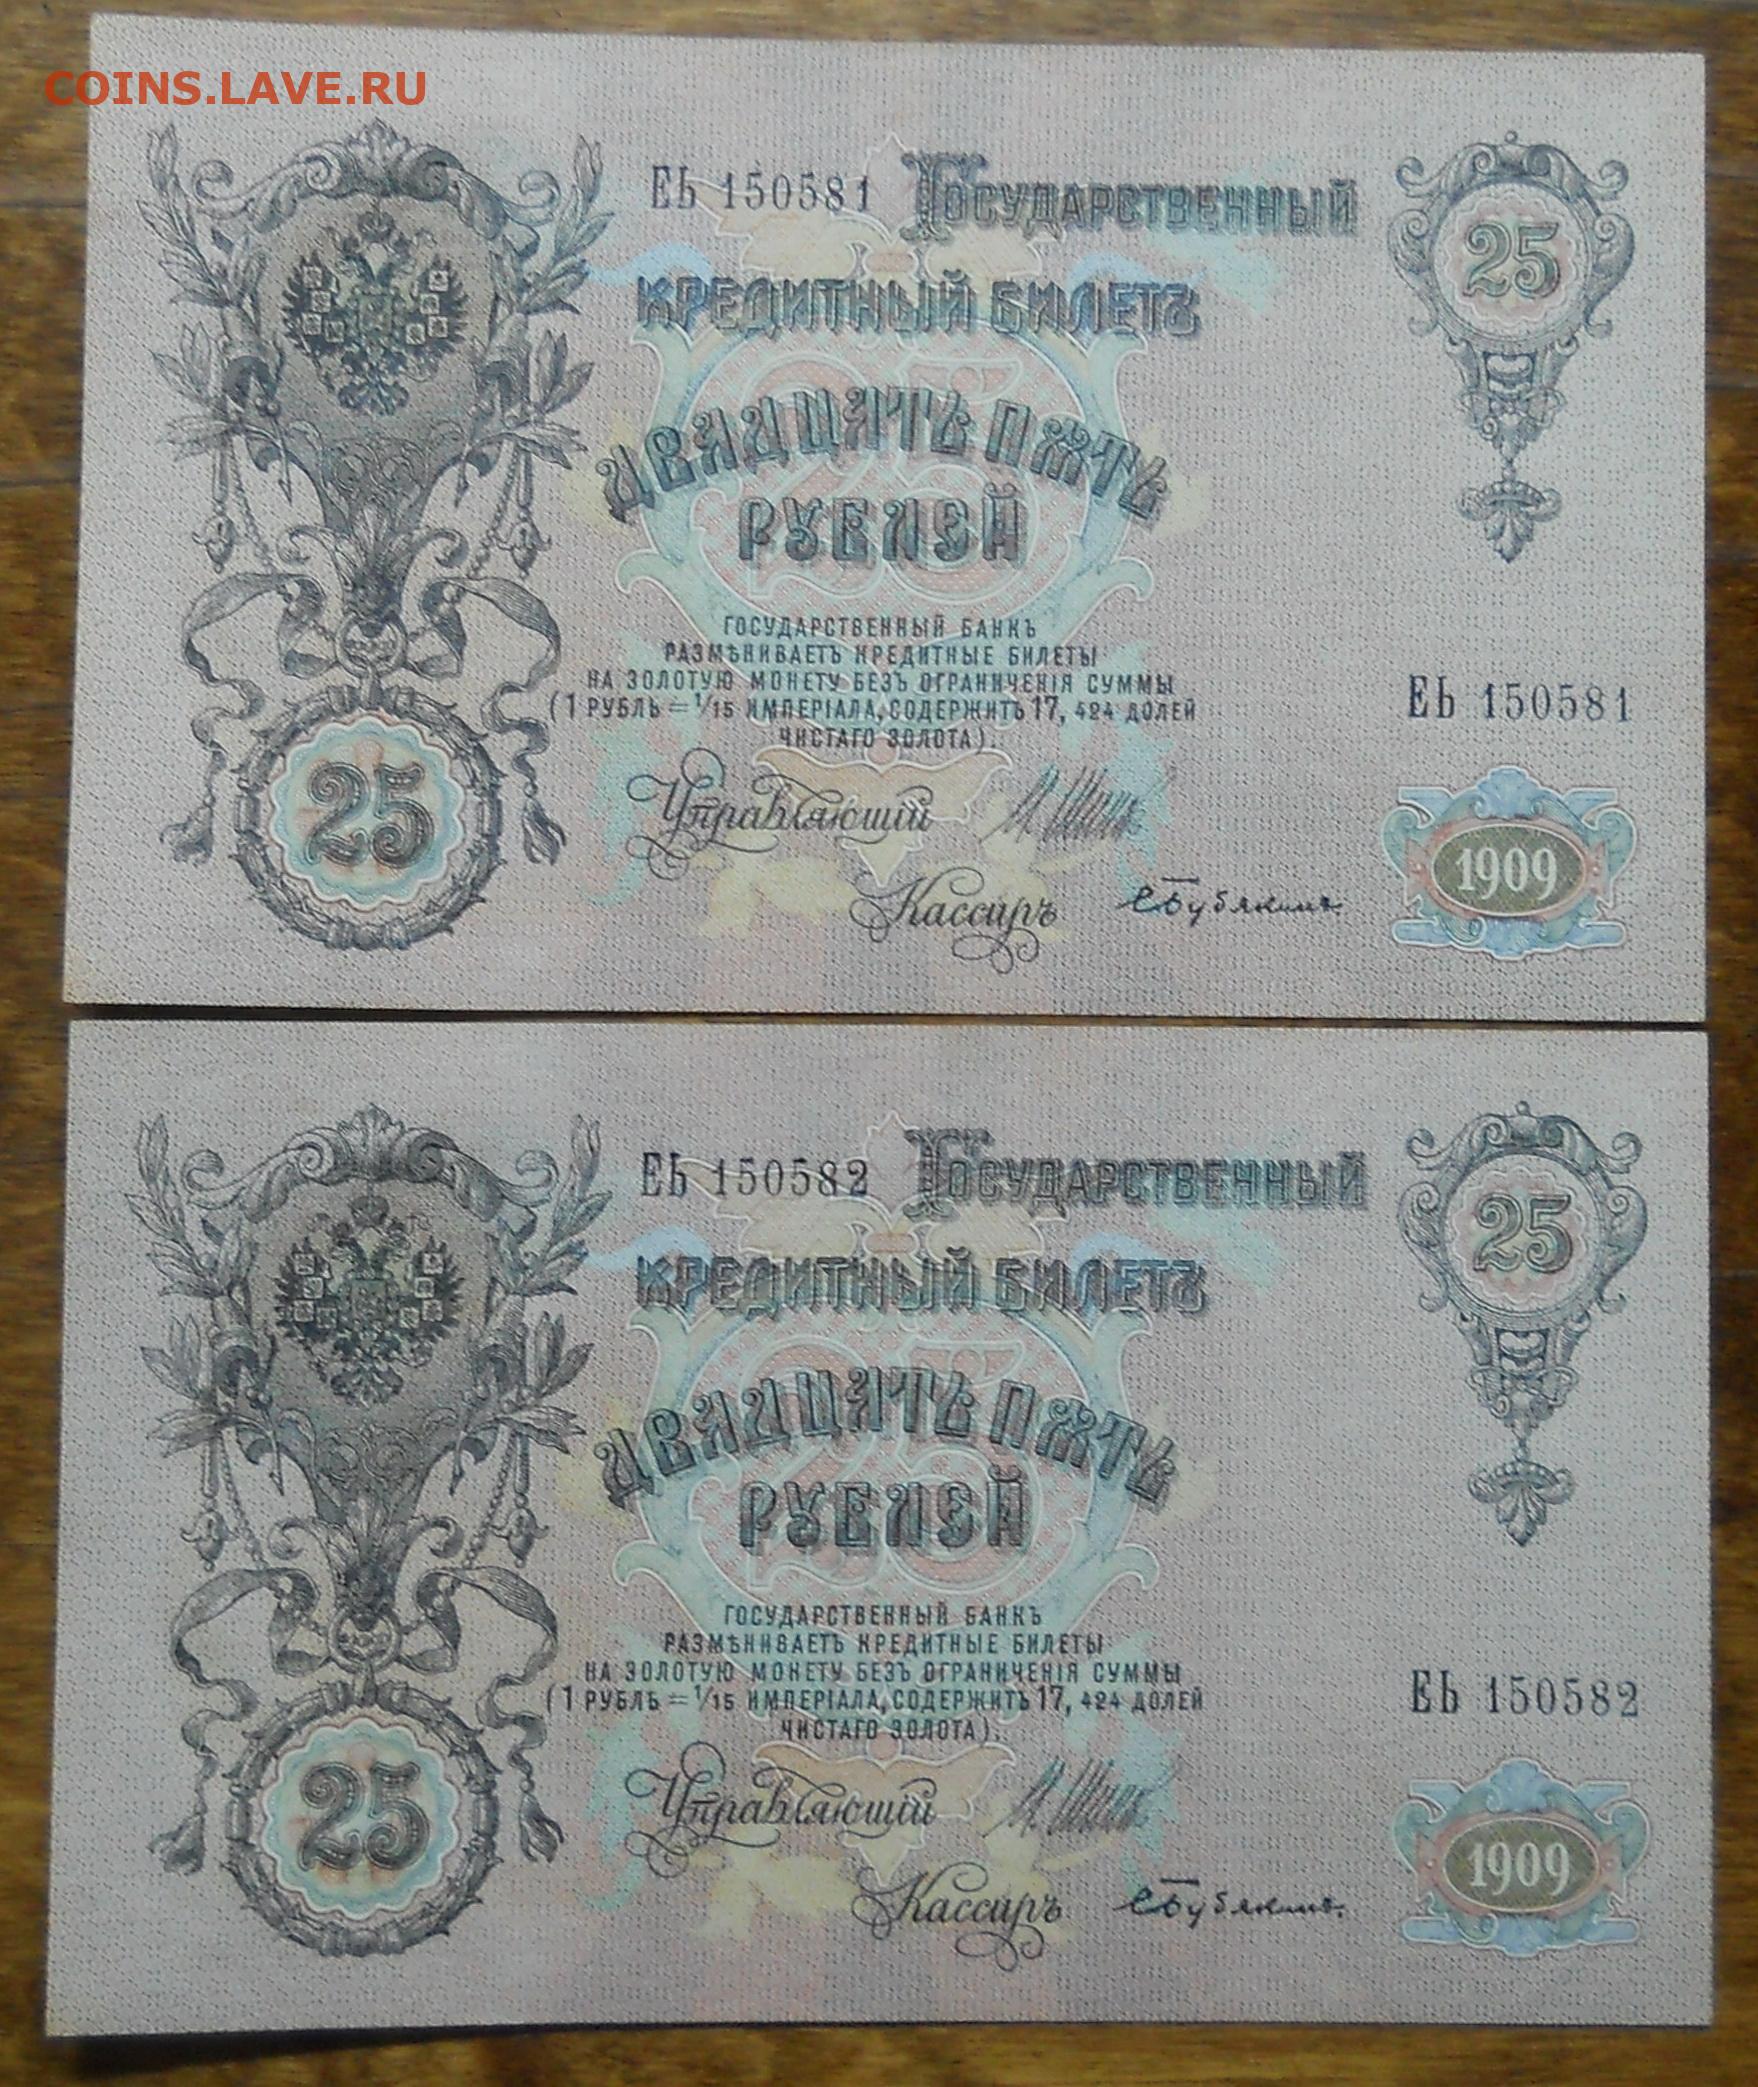 COINS.LAVE.RU
ЕЬ 150581 Государственный 25
кредитный билетъ
двадцать пять
рублей
ГОСУДАРСТВЕННЫЙ БАНКЪ
РАЗМѢНИВАЕТЪ КРЕДИТНЫЕ БИЛЕТЫ
НА ЗОЛОТУЮ МОНЕТУ БЕЗЪ ОГРАНИЧЕНІЯ СУММЫ
(1 РУБЛЬ = 1/15 ИМПЕРІАЛА, СОДЕРЖИТЪ 17, 424 ДОЛЕЙ
ЧИСТАГО ЗОЛОТА).
ЕЬ 150581
25
Управляющій
Кассиръ
1909
ЕЬ 150582 Государственный 25
кредитный билетъ
двадцать пять
рублей
ГОСУДАРСТВЕННЫЙ БАНКЪ
РАЗМѢНИВАЕТЪ КРЕДИТНЫЕ БИЛЕТЫ
НА ЗОЛОТУЮ МОНЕТУ БЕЗЪ ОГРАНИЧЕНІЯ СУММЫ
(1 РУБЛЬ = 1/15 ИМПЕРІАЛА, СОДЕРЖИТЪ 17, 424 ДОЛЕЙ
ЧИСТАГО ЗОЛОТА).
ЕЬ 150582
25
Управляющій
Кассиръ
1909